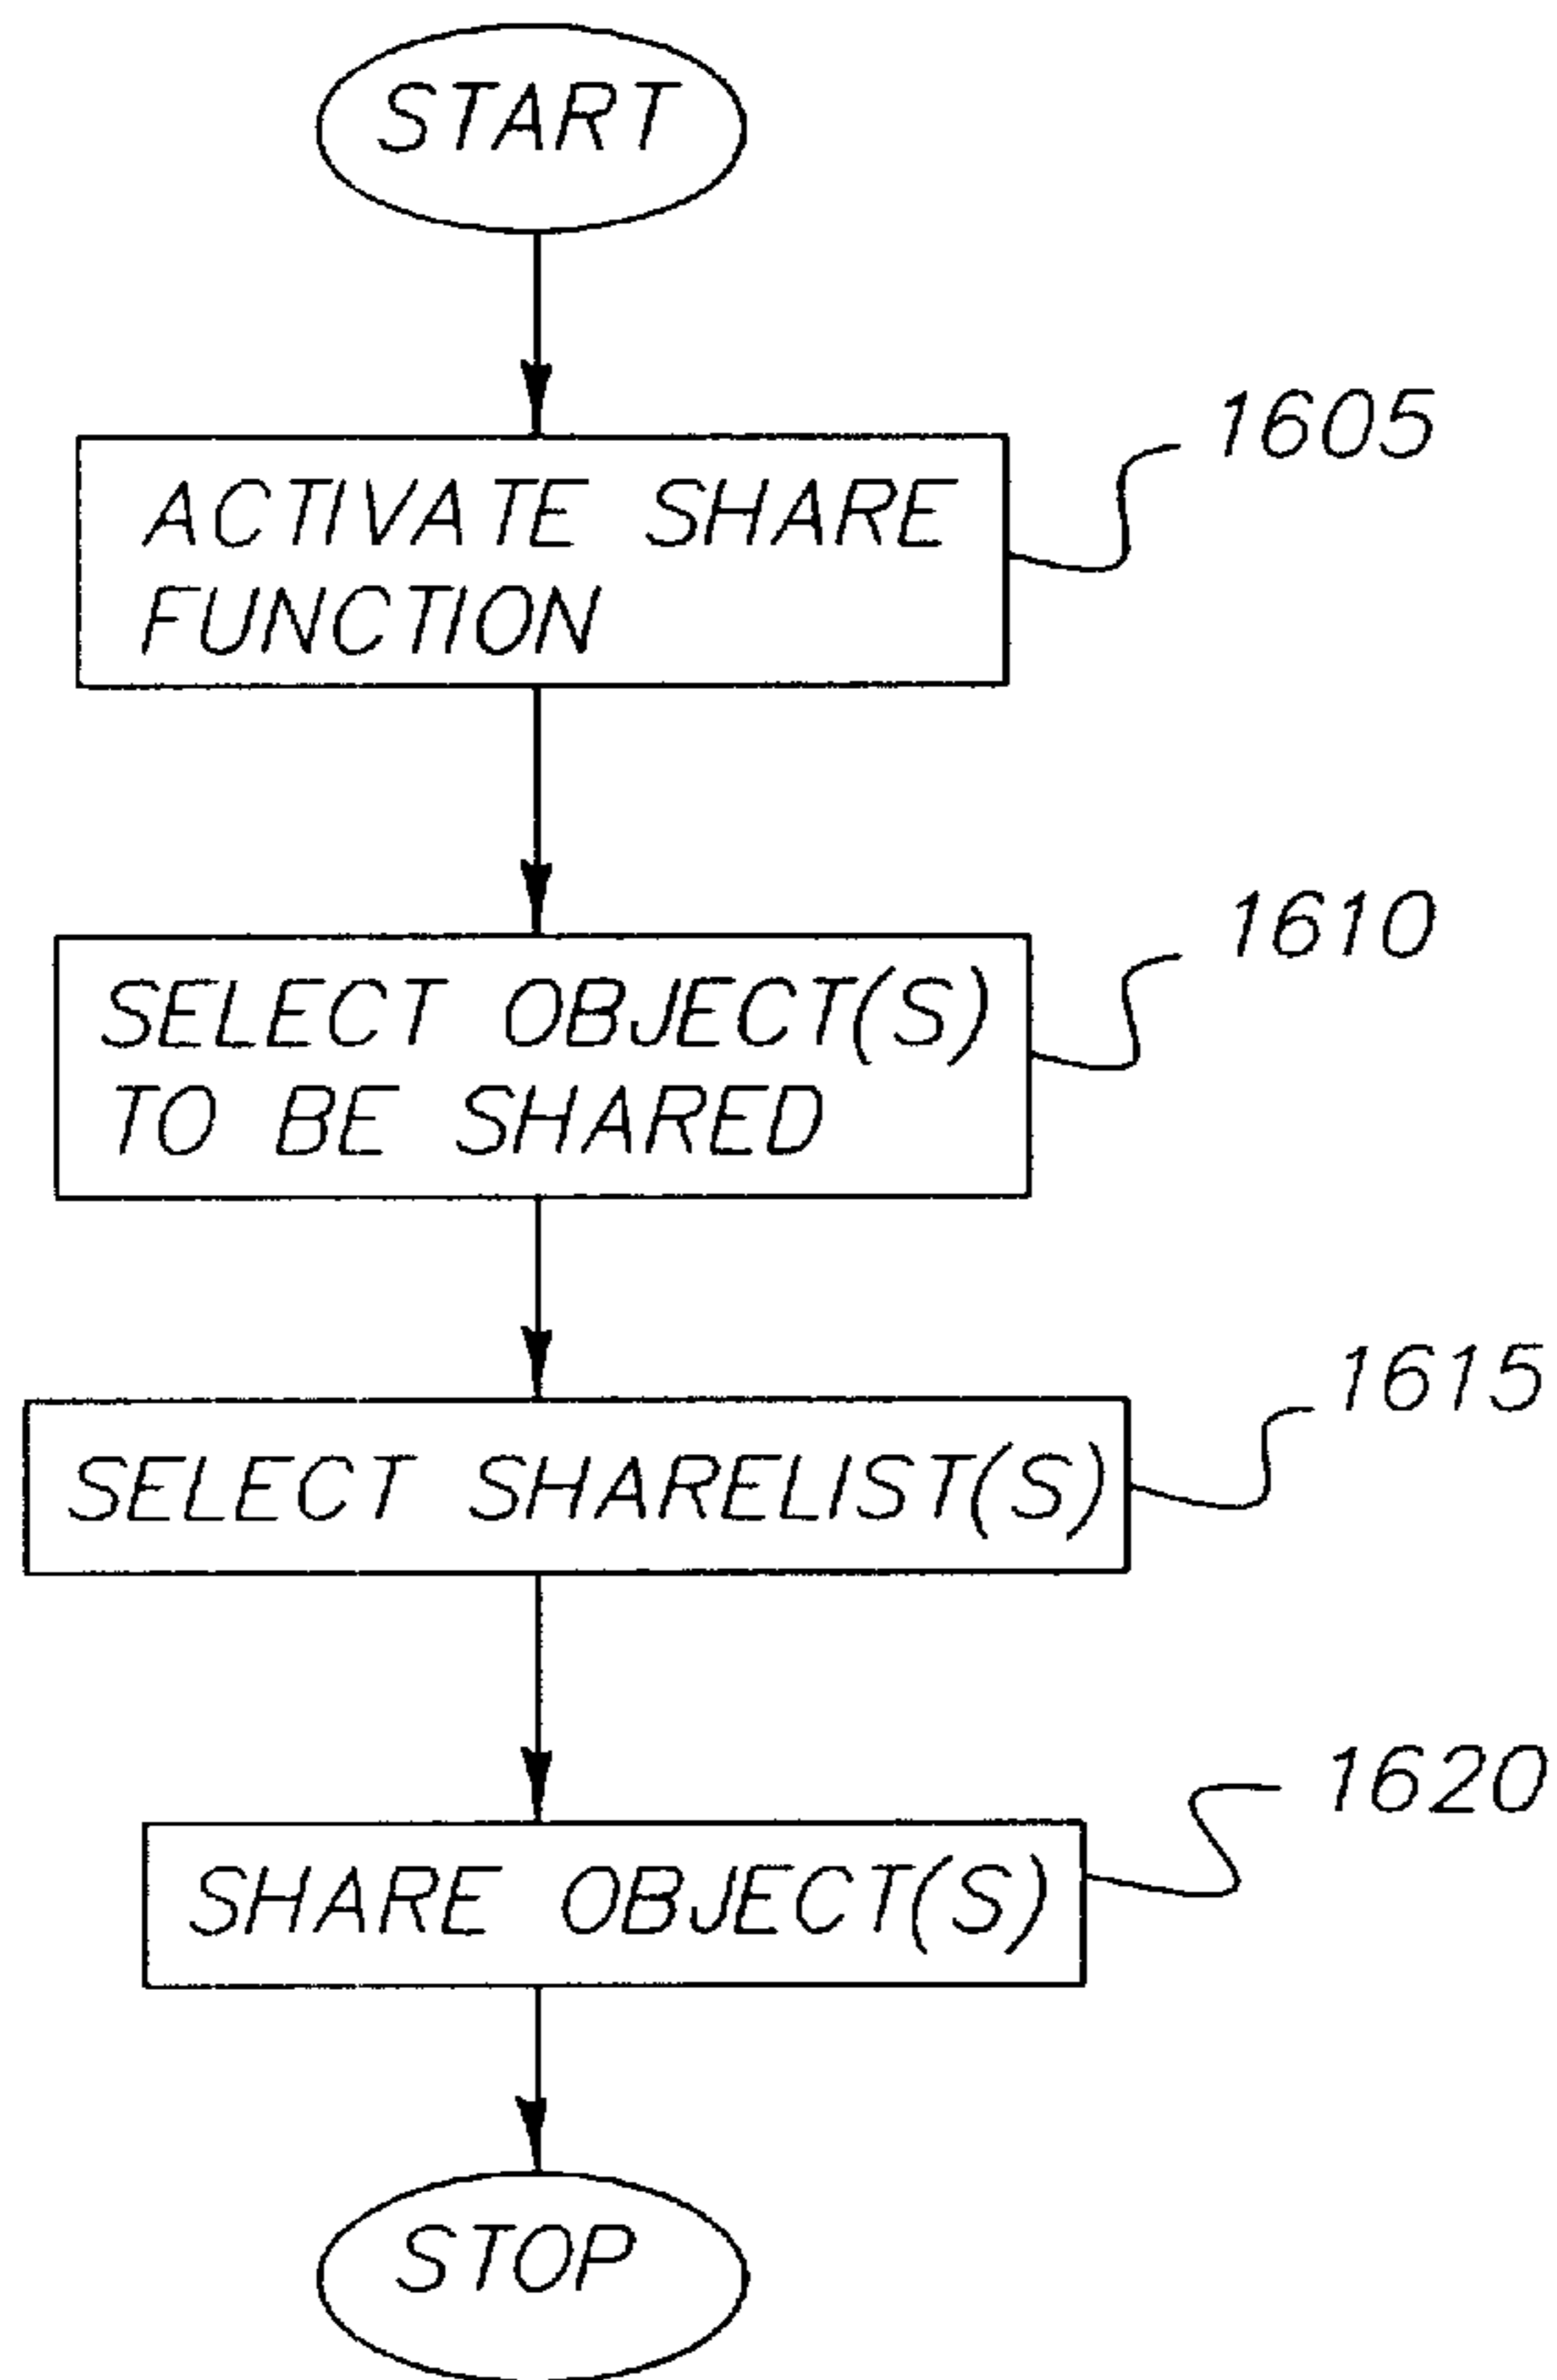 START
1605
ACTIVATE SHARE
FUNCTION
1610
SELECT OBJECT(S)
TO BE SHARED
1615
SELECT SHARELIST(S)
1620
SHARE OBJECT(S)
STOP